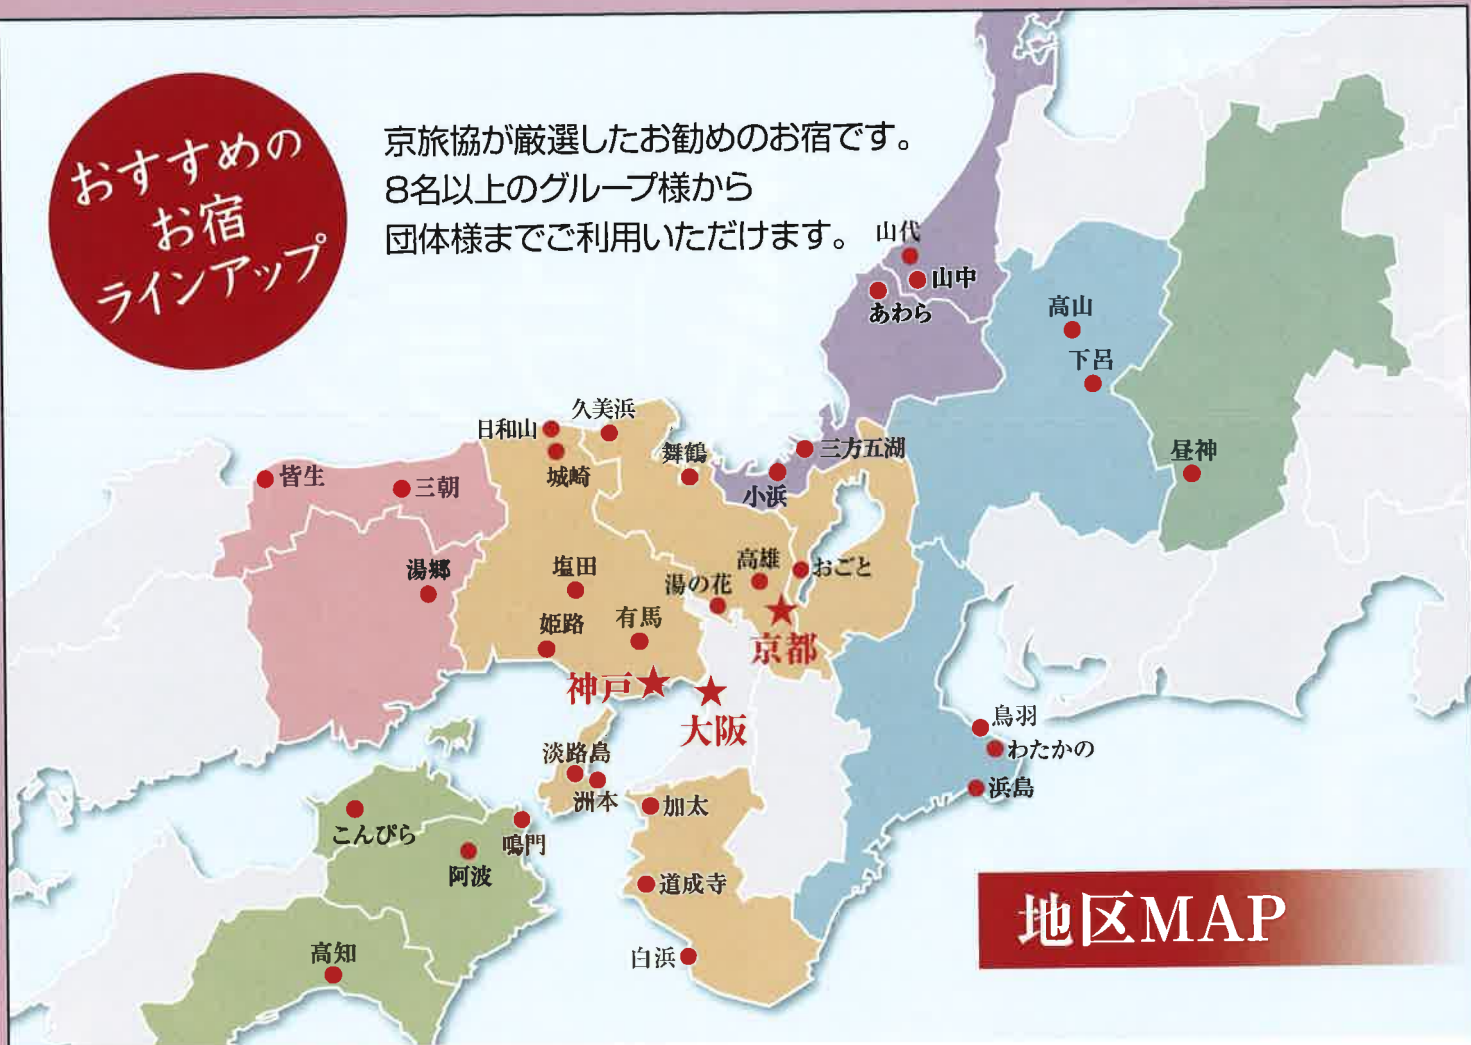 おすすめの
お宿
ラインアップ
京旅協が厳選したお勧めのお宿です。
8名以上のグループ様から
団体様までご利用いただけます。
山代
山中
あわら
高山
下呂
久美浜
日和山
城崎
舞鶴
三方五湖
小浜
昼神
皆生
三朝
湯郷
塩田
高雄
おごと
湯の花
姫路
有馬
京都
神戸
大阪
鳥羽
わたかの
浜島
淡路島
洲本
加太
こんぴら
鳴門
阿波
道成寺
白浜
高知
地区MAP